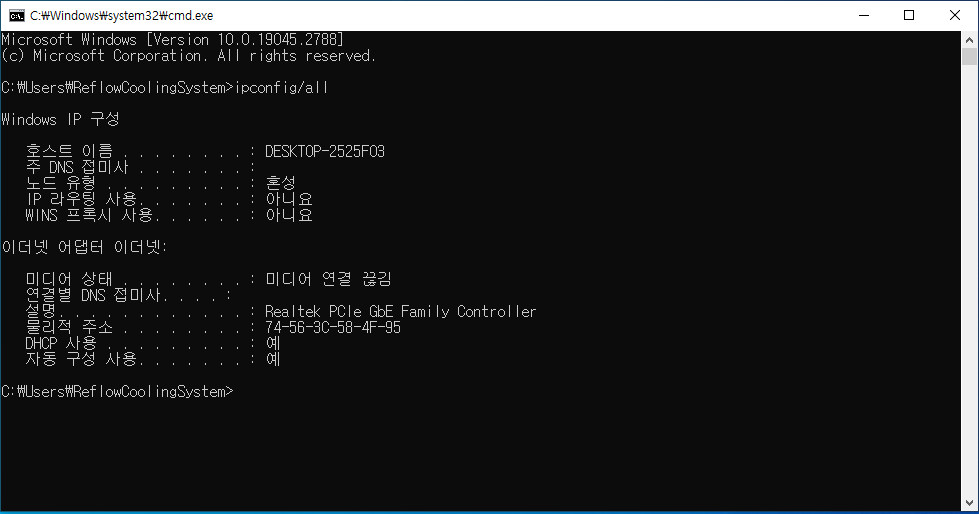 C:₩Windows₩system32₩cmd.exe
Microsoft Windows [Version 10.0.19045.2788]
(c) Microsoft Corporation. All rights reserved.
C:₩Users₩ReflowCoolingSystem>ipconfig/all
Windows IP 구성
호스트 이름 . . . . . . . . : DESKTOP-2525FO3
주 DNS 접미사 . . . . . . . :
노드 유형 . . . . . . . . . : 혼성
IP 라우팅 사용. . . . . . . : 아니요
WINS 프록시 사용. . . . . . : 아니요
이더넷 어댑터 이더넷:
미디어 상태 . . . . . . . . : 미디어 연결 끊김
연결별 DNS 접미사. . . . :
설명. . . . . . . . . . . . : Realtek PCIe GbE Family Controller
물리적 주소 . . . . . . . . : 74-56-3C-58-4F-95
DHCP 사용 . . . . . . . . . : 예
자동 구성 사용. . . . . . . : 예
C:₩Users₩ReflowCoolingSystem>